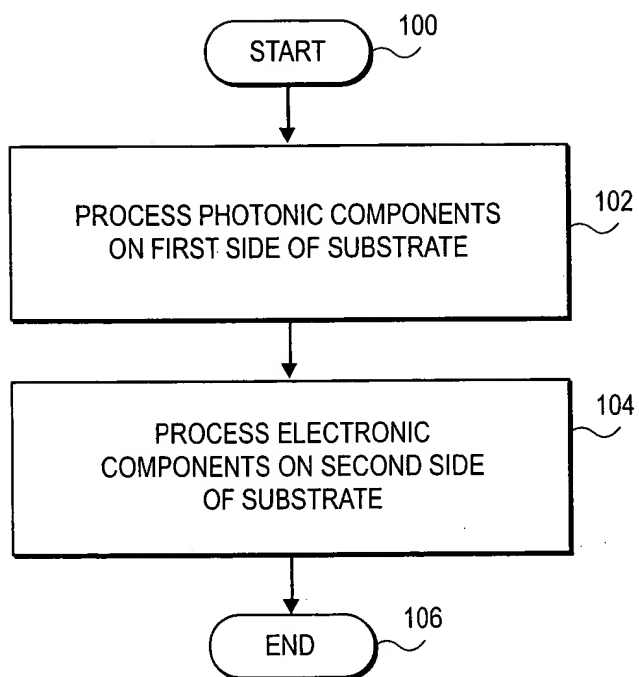 START
100
PROCESS PHOTONIC COMPONENTS
ON FIRST SIDE OF SUBSTRATE
102
PROCESS ELECTRONIC
COMPONENTS ON SECOND SIDE
OF SUBSTRATE
104
END
106